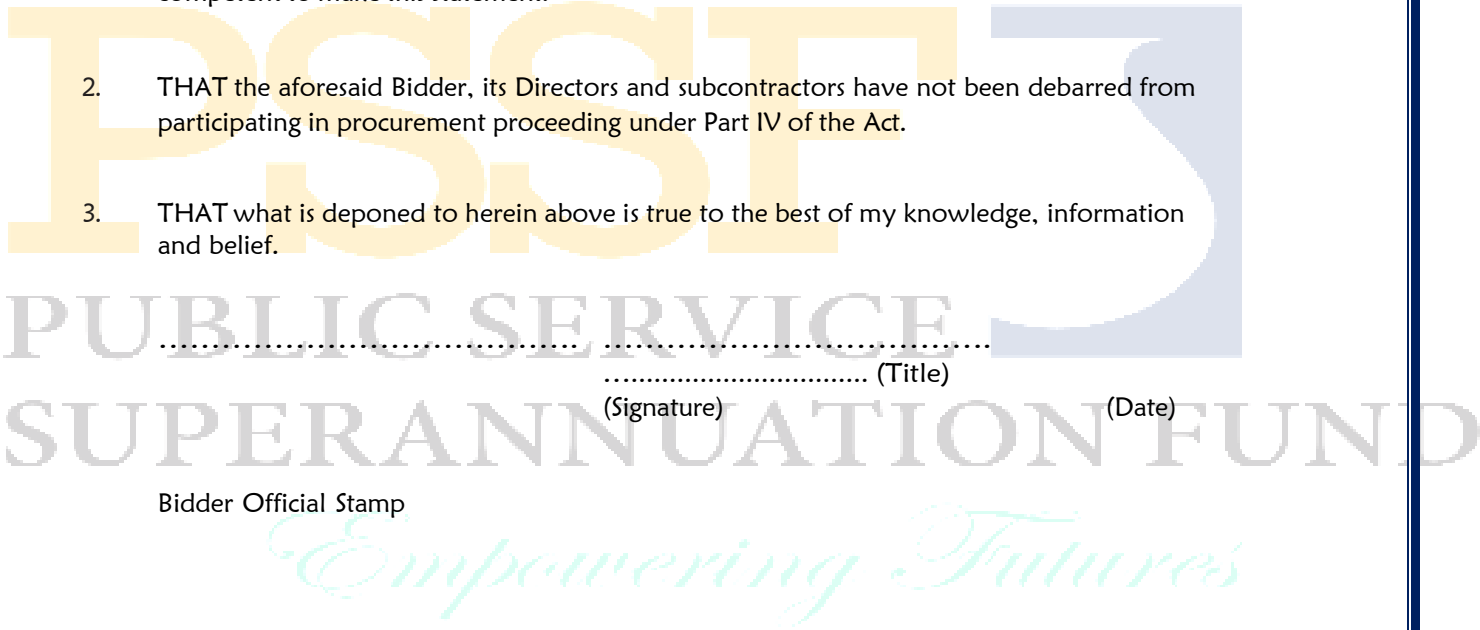 competent to make this statement.
2. THAT the aforesaid Bidder, its Directors and subcontractors have not been debarred from
participating in procurement proceeding under Part IV of the Act.
3. THAT what is deponed to herein above is true to the best of my knowledge, information
and belief.
………………………………… ……………………………….
….............................. (Title)
(Signature) (Date)
Bidder Official Stamp
PSSF
PUBLIC SERVICE
SUPERANNUATION FUND
Empowering Futures